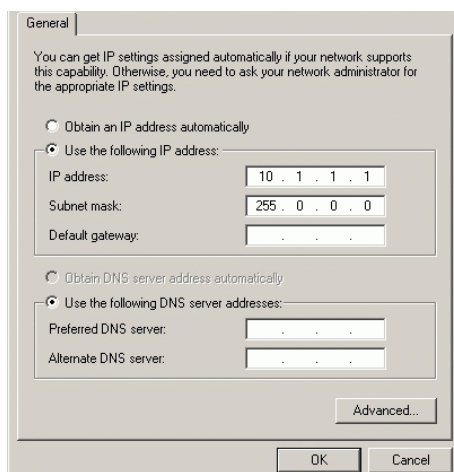 General
You can get IP settings assigned automatically if your network supports
this capability. Otherwise, you need to ask your network administrator for
the appropriate IP settings.
Obtain an IP address automatically
Use the following IP address:
IP address: 10 . 1 . 1 . 1
Subnet mask: 255 . 0 . 0 . 0
Default gateway: . . .
Obtain DNS server address automatically
Use the following DNS server addresses:
Preferred DNS server: . . .
Alternate DNS server: . . .
Advanced...
OK Cancel